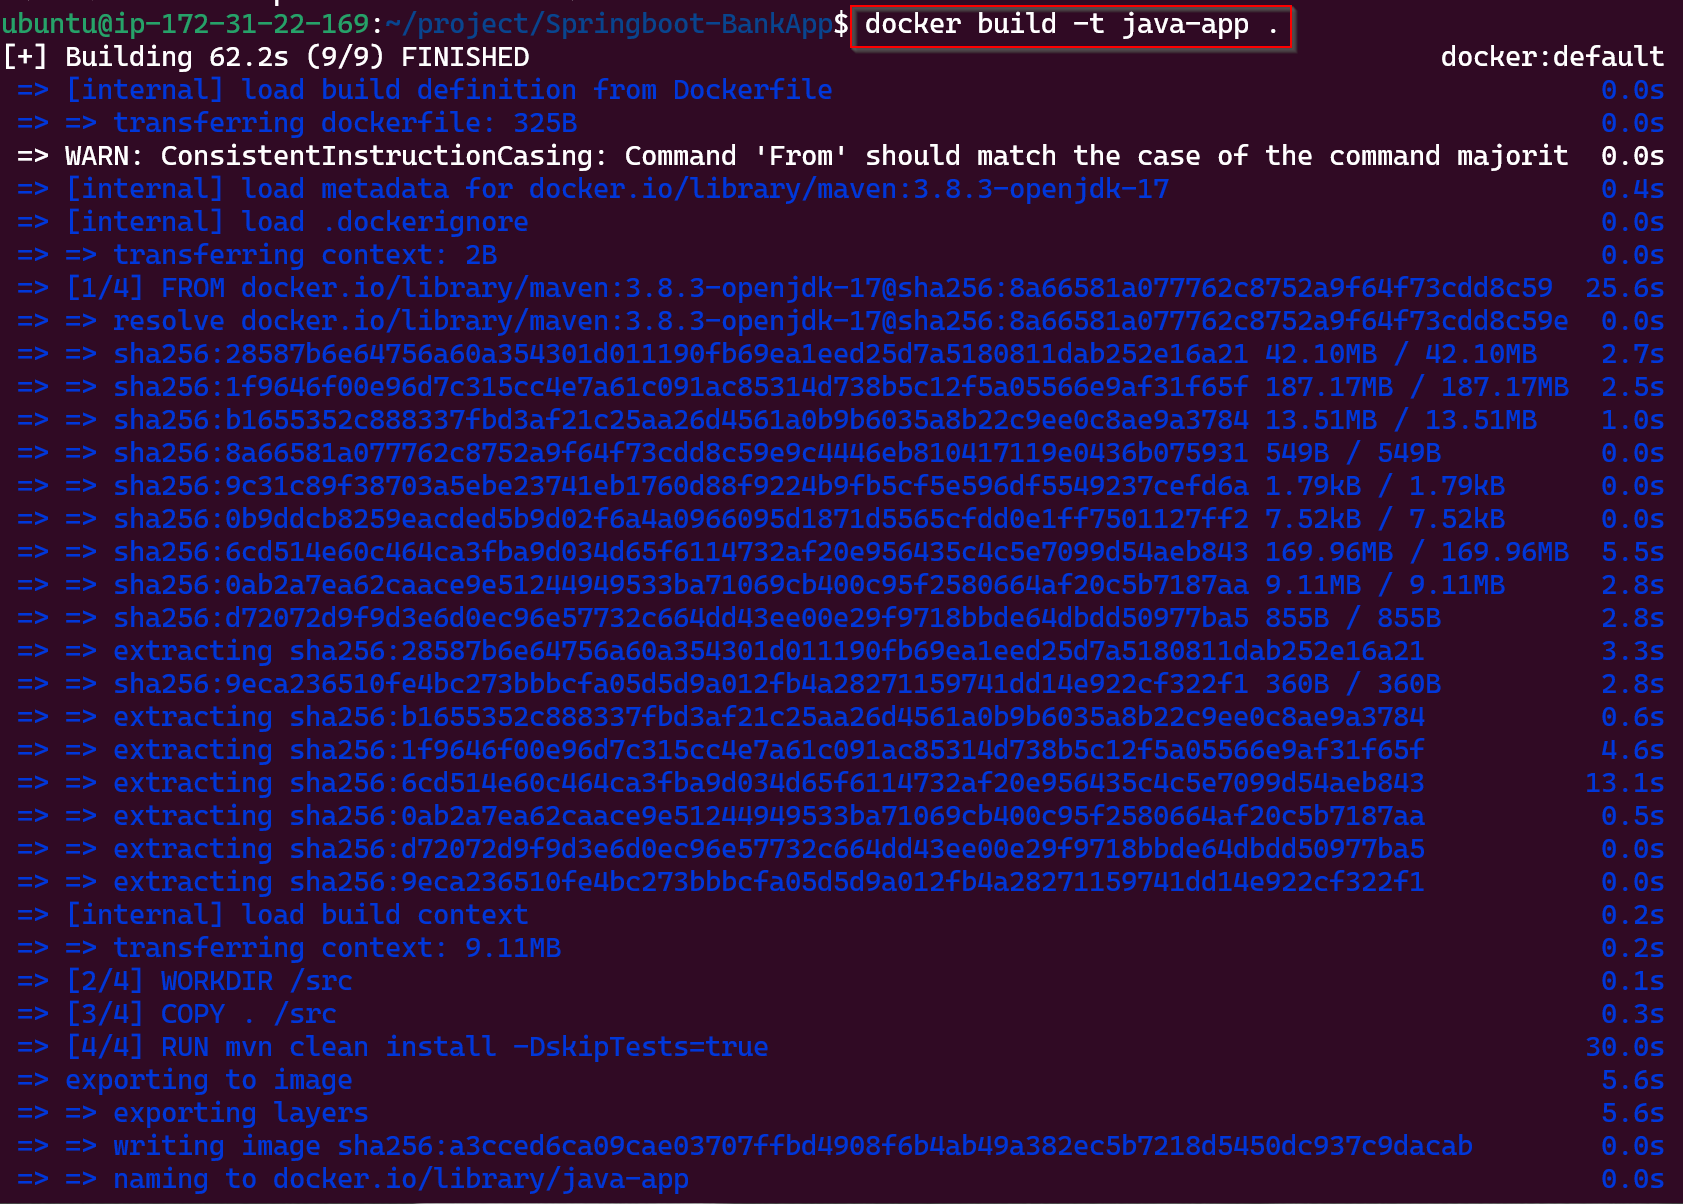 ubuntu@ip-172-31-22-169:~/project/Springboot-BankApp$ docker build -t java-app .
[+] Building 62.2s (9/9) FINISHED docker:default
=> [internal] load build definition from Dockerfile 0.0s
=> => transferring dockerfile: 325B 0.0s
=> WARN: ConsistentInstructionCasing: Command 'From' should match the case of the command majorit 0.0s
=> [internal] load metadata for docker.io/library/maven:3.8.3-openjdk-17 0.4s
=> [internal] load .dockerignore 0.0s
=> => transferring context: 2B 0.0s
=> [1/4] FROM docker.io/library/maven:3.8.3-openjdk-17@sha256:8a66581a077762c8752a9f64f73cdd8c59 25.6s
=> => resolve docker.io/library/maven:3.8.3-openjdk-17@sha256:8a66581a077762c8752a9f64f73cdd8c59e 0.0s
=> => sha256:28587b6e64756a60a354301d011190fb69ea1eed25d7a5180811dab252e16a21 42.10MB / 42.10MB 2.7s
=> => sha256:1f9646f00e96d7c315cc4e7a61c091ac85314d738b5c12f5a05566e9af31f65f 187.17MB / 187.17MB 2.5s
=> => sha256:b1655352c888337fbd3af21c25aa26d4561a0b9b6035a8b22c9ee0c8ae9a3784 13.51MB / 13.51MB 1.0s
=> => sha256:8a66581a077762c8752a9f64f73cdd8c59e9c4446eb810417119e0436b075931 549B / 549B 0.0s
=> => sha256:9c31c89f38703a5ebe23741eb1760d88f9224b9fb5cf5e596df5549237cefd6a 1.79kB / 1.79kB 0.0s
=> => sha256:0b9ddcb8259eacded5b9d02f6a4a0966095d1871d5565cfdd0e1ff7501127ff2 7.52kB / 7.52kB 0.0s
=> => sha256:6cd514e60c464ca3fba9d034d65f6114732af20e956435c4c5e7099d54aeb843 169.96MB / 169.96MB 5.5s
=> => sha256:0ab2a7ea62caace9e51244949533ba71069cb400c95f2580664af20c5b7187aa 9.11MB / 9.11MB 2.8s
=> => sha256:d72072d9f9d3e6d0ec96e57732c664dd43ee00e29f9718bbde64dbdd50977ba5 855B / 855B 2.8s
=> => extracting sha256:28587b6e64756a60a354301d011190fb69ea1eed25d7a5180811dab252e16a21 3.3s
=> => sha256:9eca236510fe4bc273bbbcfa05d5d9a012fb4a28271159741dd14e922cf322f1 360B / 360B 2.8s
=> => extracting sha256:b1655352c888337fbd3af21c25aa26d4561a0b9b6035a8b22c9ee0c8ae9a3784 0.6s
=> => extracting sha256:1f9646f00e96d7c315cc4e7a61c091ac85314d738b5c12f5a05566e9af31f65f 4.6s
=> => extracting sha256:6cd514e60c464ca3fba9d034d65f6114732af20e956435c4c5e7099d54aeb843 13.1s
=> => extracting sha256:0ab2a7ea62caace9e51244949533ba71069cb400c95f2580664af20c5b7187aa 0.5s
=> => extracting sha256:d72072d9f9d3e6d0ec96e57732c664dd43ee00e29f9718bbde64dbdd50977ba5 0.0s
=> => extracting sha256:9eca236510fe4bc273bbbcfa05d5d9a012fb4a28271159741dd14e922cf322f1 0.0s
=> [internal] load build context 0.2s
=> => transferring context: 9.11MB 0.2s
=> [2/4] WORKDIR /src 0.1s
=> [3/4] COPY . /src 0.3s
=> [4/4] RUN mvn clean install -DskipTests=true 30.0s
=> exporting to image 5.6s
=> => exporting layers 5.6s
=> => writing image sha256:a3cced6ca09cae03707ffbd4908f6b4ab49a382ec5b7218d5450dc937c9dacab 0.0s
=> => naming to docker.io/library/java-app 0.0s